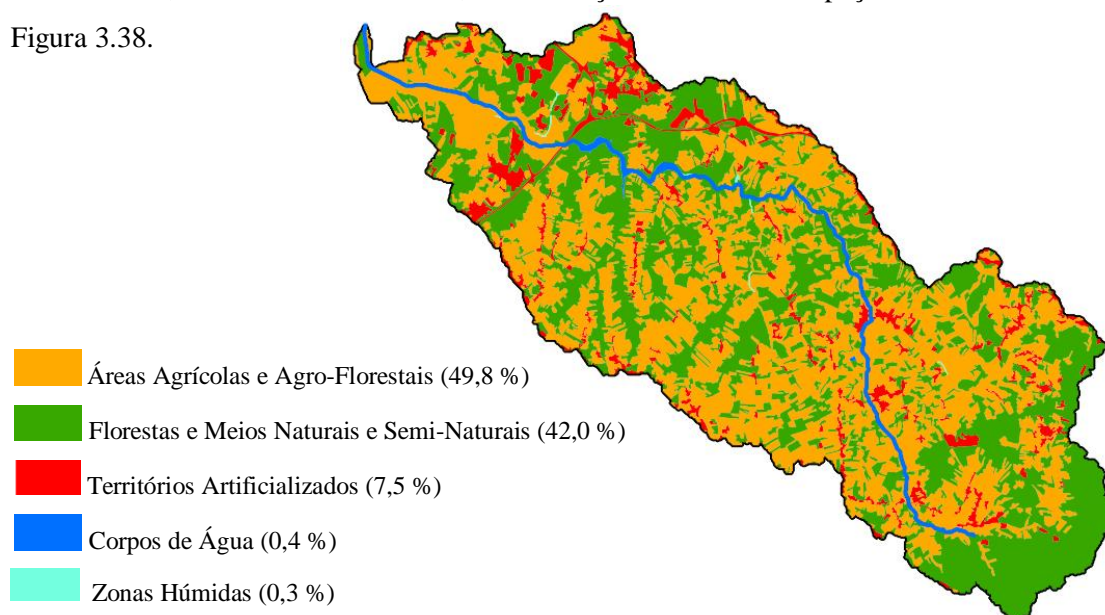 Figura 3.38.
Áreas Agrícolas e Agro-Florestais (49,8 %)
Florestas e Meios Naturais e Semi-Naturais (42,0 %)
Territórios Artificializados (7,5 %)
Corpos de Água (0,4 %)
Zonas Húmidas (0,3 %)